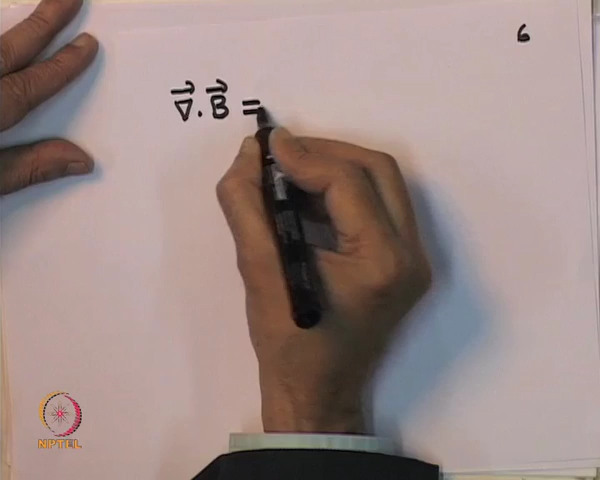 6
∇⃗ . B⃗ =
NPTEL